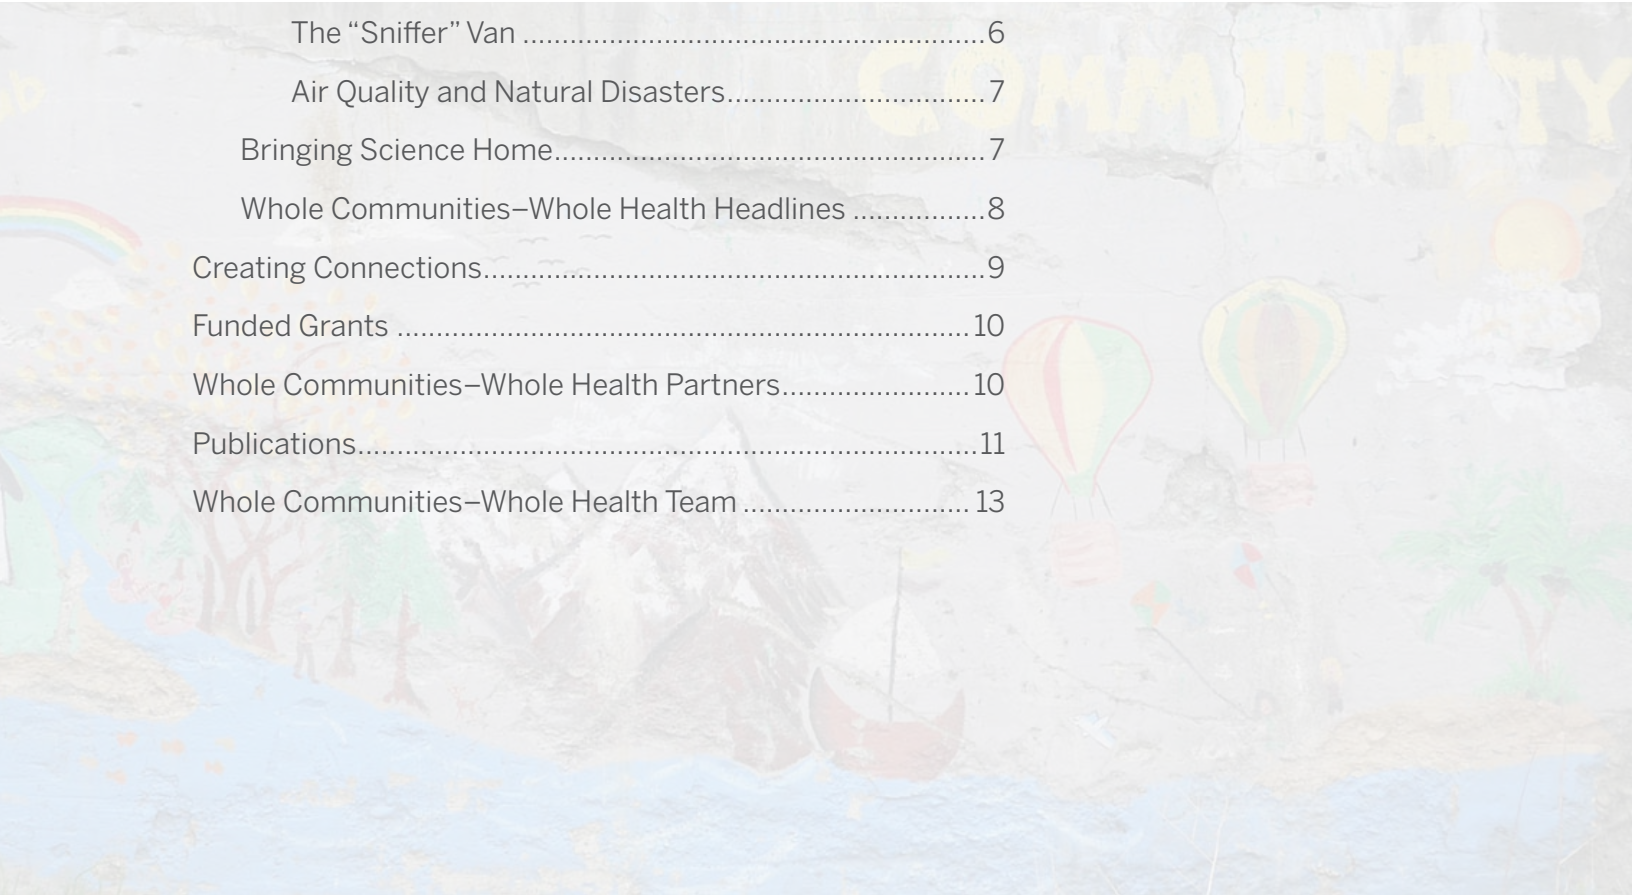 The “Sniffer” Van ............................................................6
Air Quality and Natural Disasters.................................7
Bringing Science Home.......................................................7
Whole Communities–Whole Health Headlines .................8
Creating Connections................................................................9
Funded Grants .........................................................................10
Whole Communities–Whole Health Partners........................10
Publications...............................................................................11
Whole Communities–Whole Health Team ............................. 13
COMMUNITY